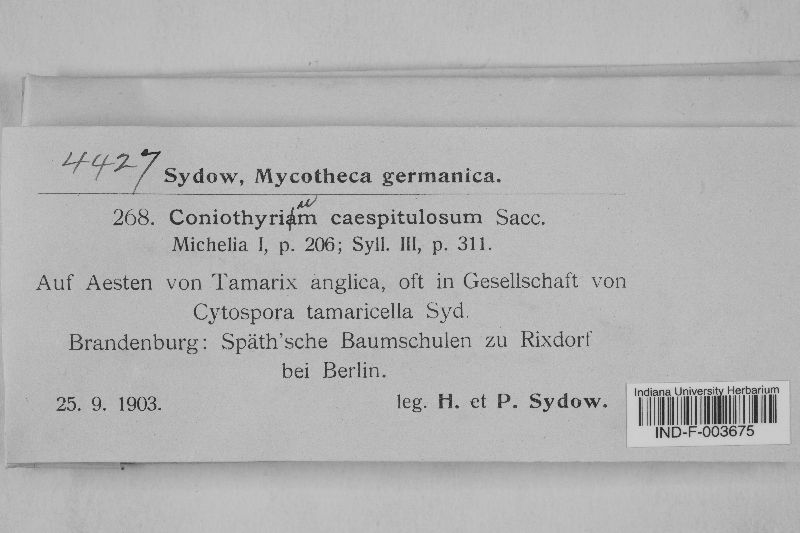 4427 Sydow, Mycotheca germanica.
268. Coniothyriam u caespitulosum Sacc.
Michelia I, p. 206; Syll. III, p. 311.
Auf Aesten von Tamarix anglica, oft in Gesellschaft von
Cytospora tamaricella Syd.
Brandenburg: Späth'sche Baumschulen zu Rixdorf
bei Berlin.
25. 9. 1903. leg. H. et P. Sydow.
Indiana University Herbarium
IND-F-003675